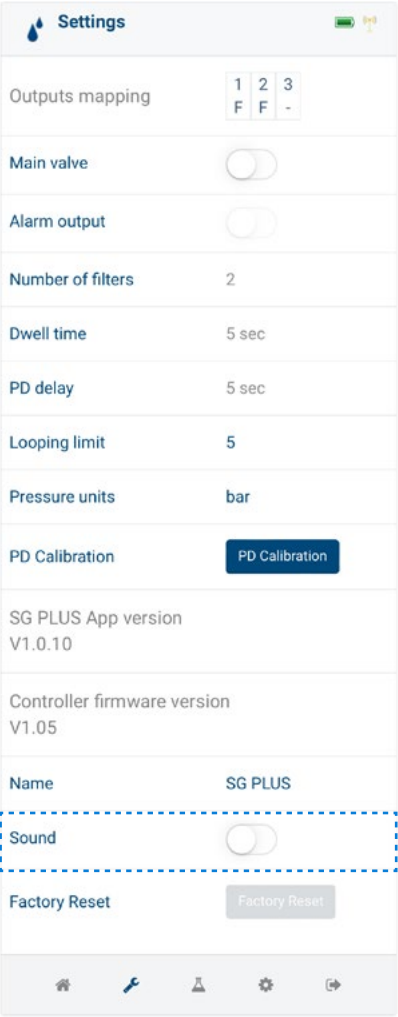 Settings
Outputs mapping
1 2 3
F F -
Main valve
Alarm output
Number of filters 2
Dwell time 5 sec
PD delay 5 sec
Looping limit 5
Pressure units bar
PD Calibration PD Calibration
SG PLUS App version
V1.0.10
Controller firmware version
V1.05
Name SG PLUS
Sound
Factory Reset Factory Reset